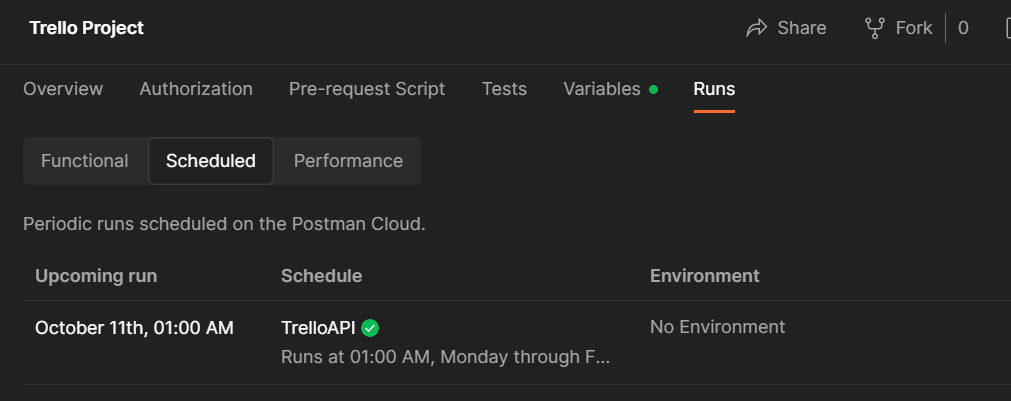 Trello Project
Share
Fork
0
Overview Authorization Pre-request Script Tests Variables Runs
Functional Scheduled Performance
Periodic runs scheduled on the Postman Cloud.
Upcoming run Schedule Environment
October 11th, 01:00 AM TrelloAPI No Environment
Runs at 01:00 AM, Monday through F...